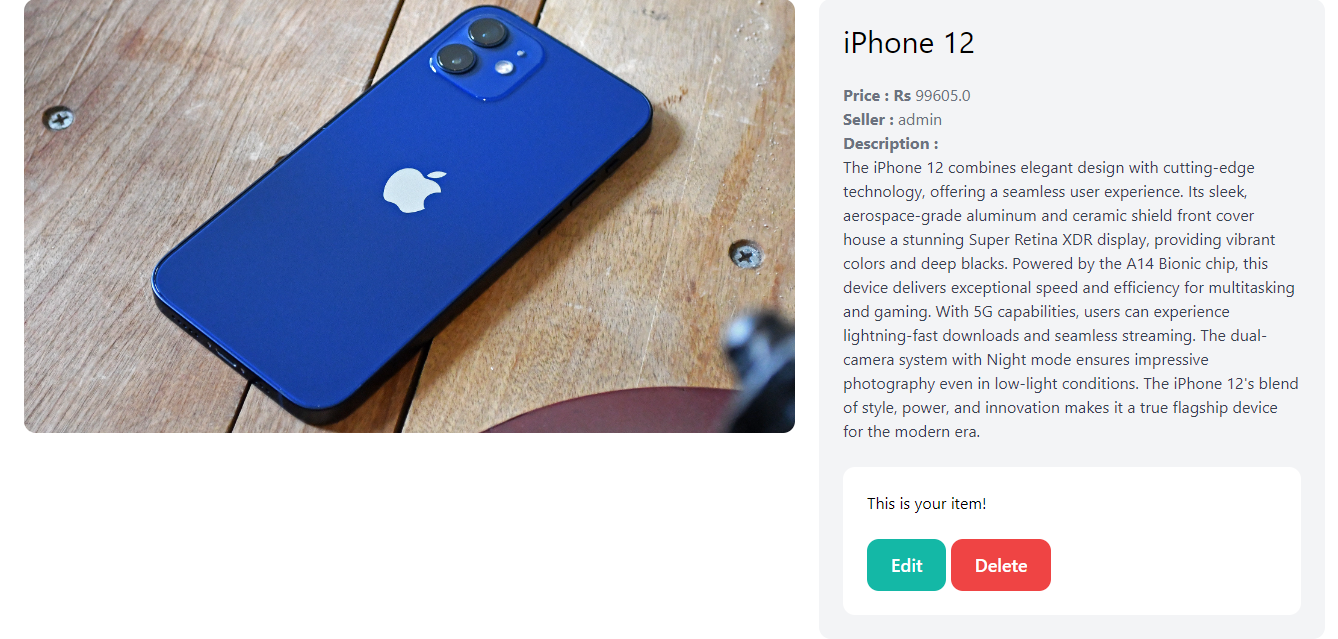 iPhone 12
Price : Rs 99605.0
Seller : admin
Description :
The iPhone 12 combines elegant design with cutting-edge
technology, offering a seamless user experience. Its sleek,
aerospace-grade aluminum and ceramic shield front cover
house a stunning Super Retina XDR display, providing vibrant
colors and deep blacks. Powered by the A14 Bionic chip, this
device delivers exceptional speed and efficiency for multitasking
and gaming. With 5G capabilities, users can experience
lightning-fast downloads and seamless streaming. The dual-
camera system with Night mode ensures impressive
photography even in low-light conditions. The iPhone 12's blend
of style, power, and innovation makes it a true flagship device
for the modern era.
This is your item!
Edit Delete